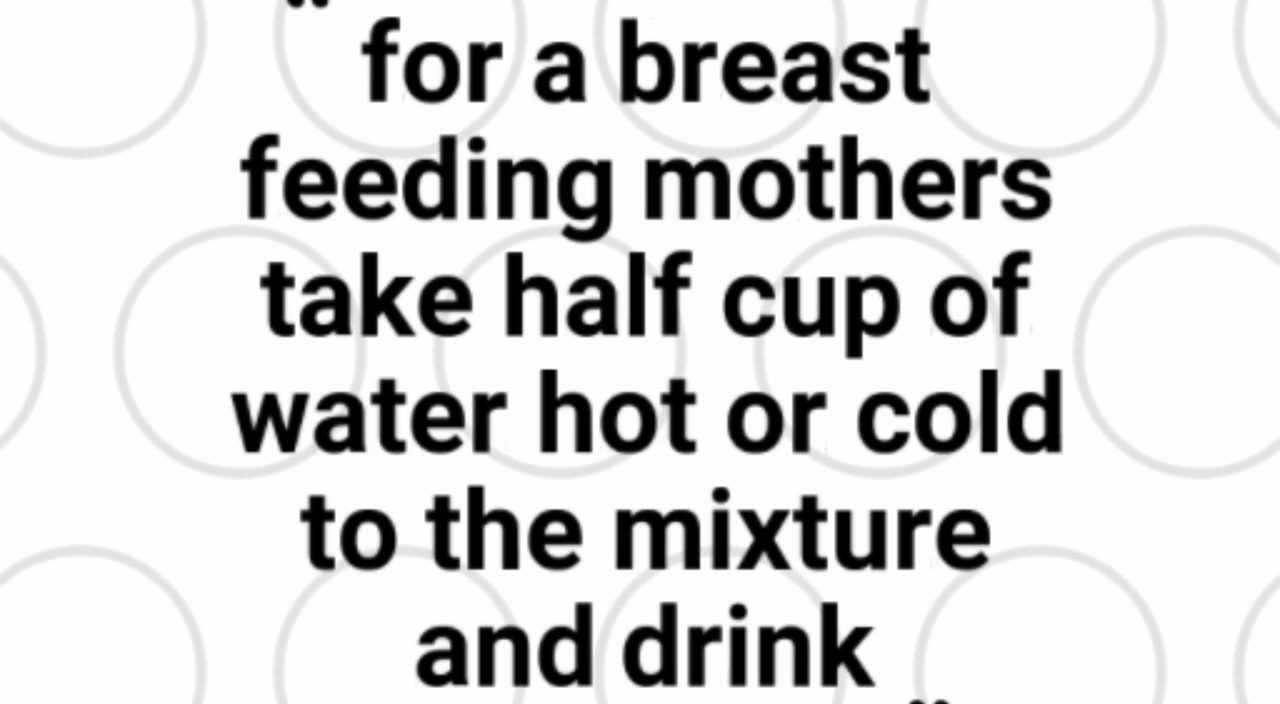 “ for a breast
feeding mothers
take half cup of
water hot or cold
to the mixture
and drink
”